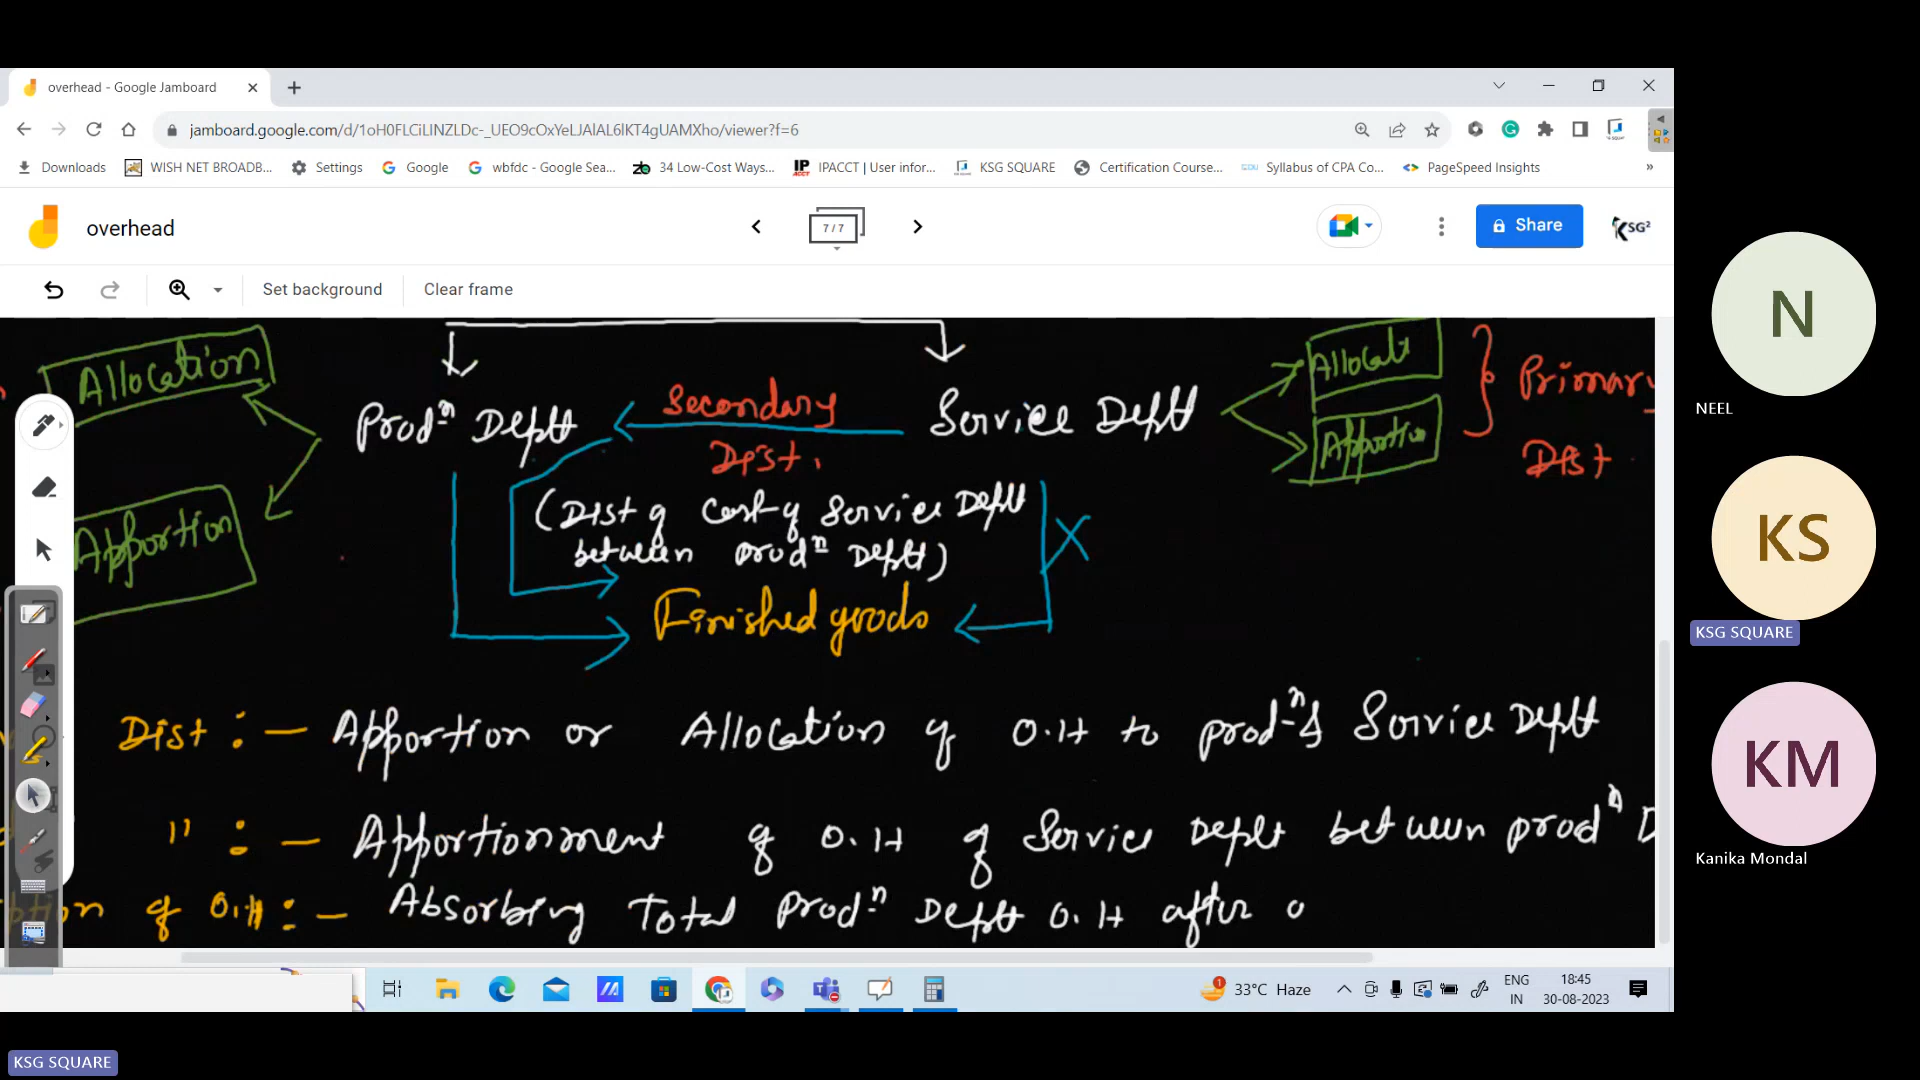 overhead - Google Jamboard
jamboard.google.com/d/1oH0FLCiLINZLDc-_UEO9cOxYeLJAlAL6lKT4gUAMXho/viewer?f=6
Downloads WISH NET BROADB... Settings Google wbfdc - Google Sea... 34 Low-Cost Ways... IPACCT | User infor... KSG SQUARE Certification Course... Syllabus of CPA Co... PageSpeed Insights »
overhead 7 / 7 Share KSG²
Set background Clear frame
Allocation
Prodⁿ Deptt Secondary Dist. Service Deptt
Allocati
Apportion
Primary
Dist
Apportion
(Dist of Cost of Service Deptt
between prodⁿ Deptt)
Finished goods
Dist :- Apportion or Allocation of O.H to prodⁿ & Service Deptt
" :- Apportionment of O.H of Service Deptt between prodⁿ D
ption of O.H :- Absorbing Total Prodⁿ Deptt O.H after
N
NEEL
KS
KSG SQUARE
KM
Kanika Mondal
33°C Haze ENG IN 18:45 30-08-2023
KSG SQUARE